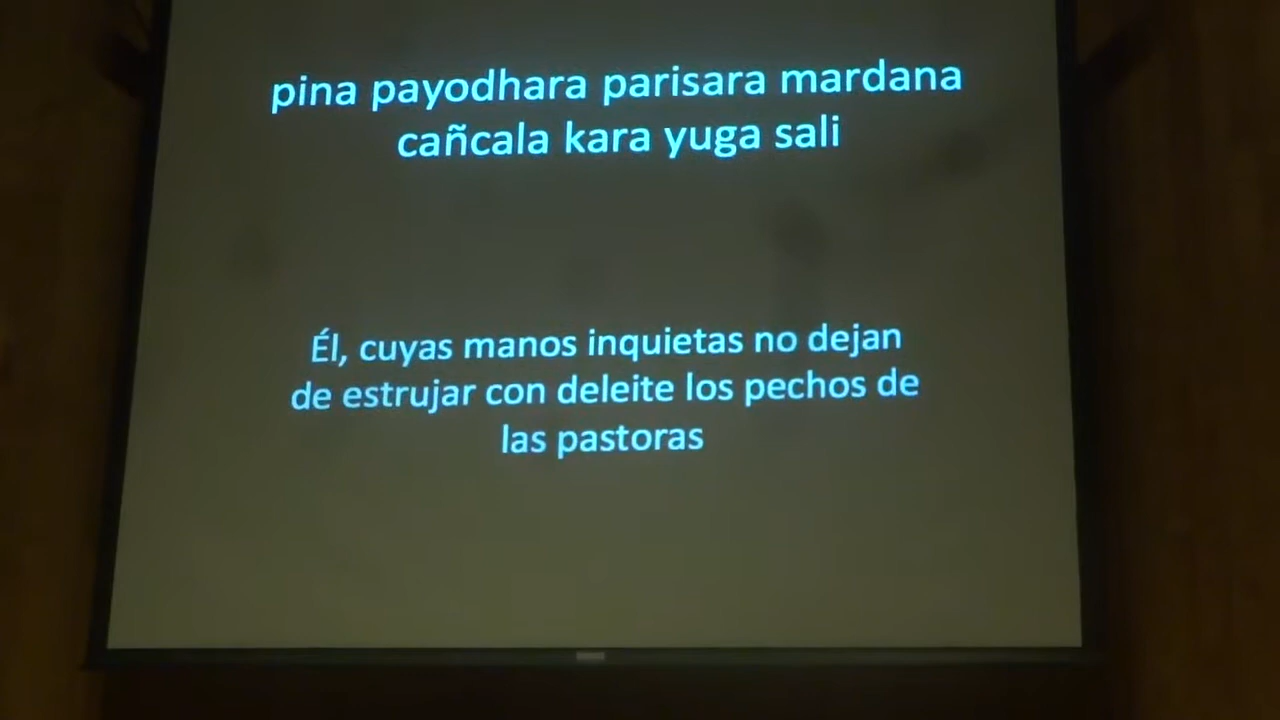 pina payodhara parisara mardana
cañcala kara yuga sali
Él, cuyas manos inquietas no dejan
de estrujar con deleite los pechos de
las pastoras